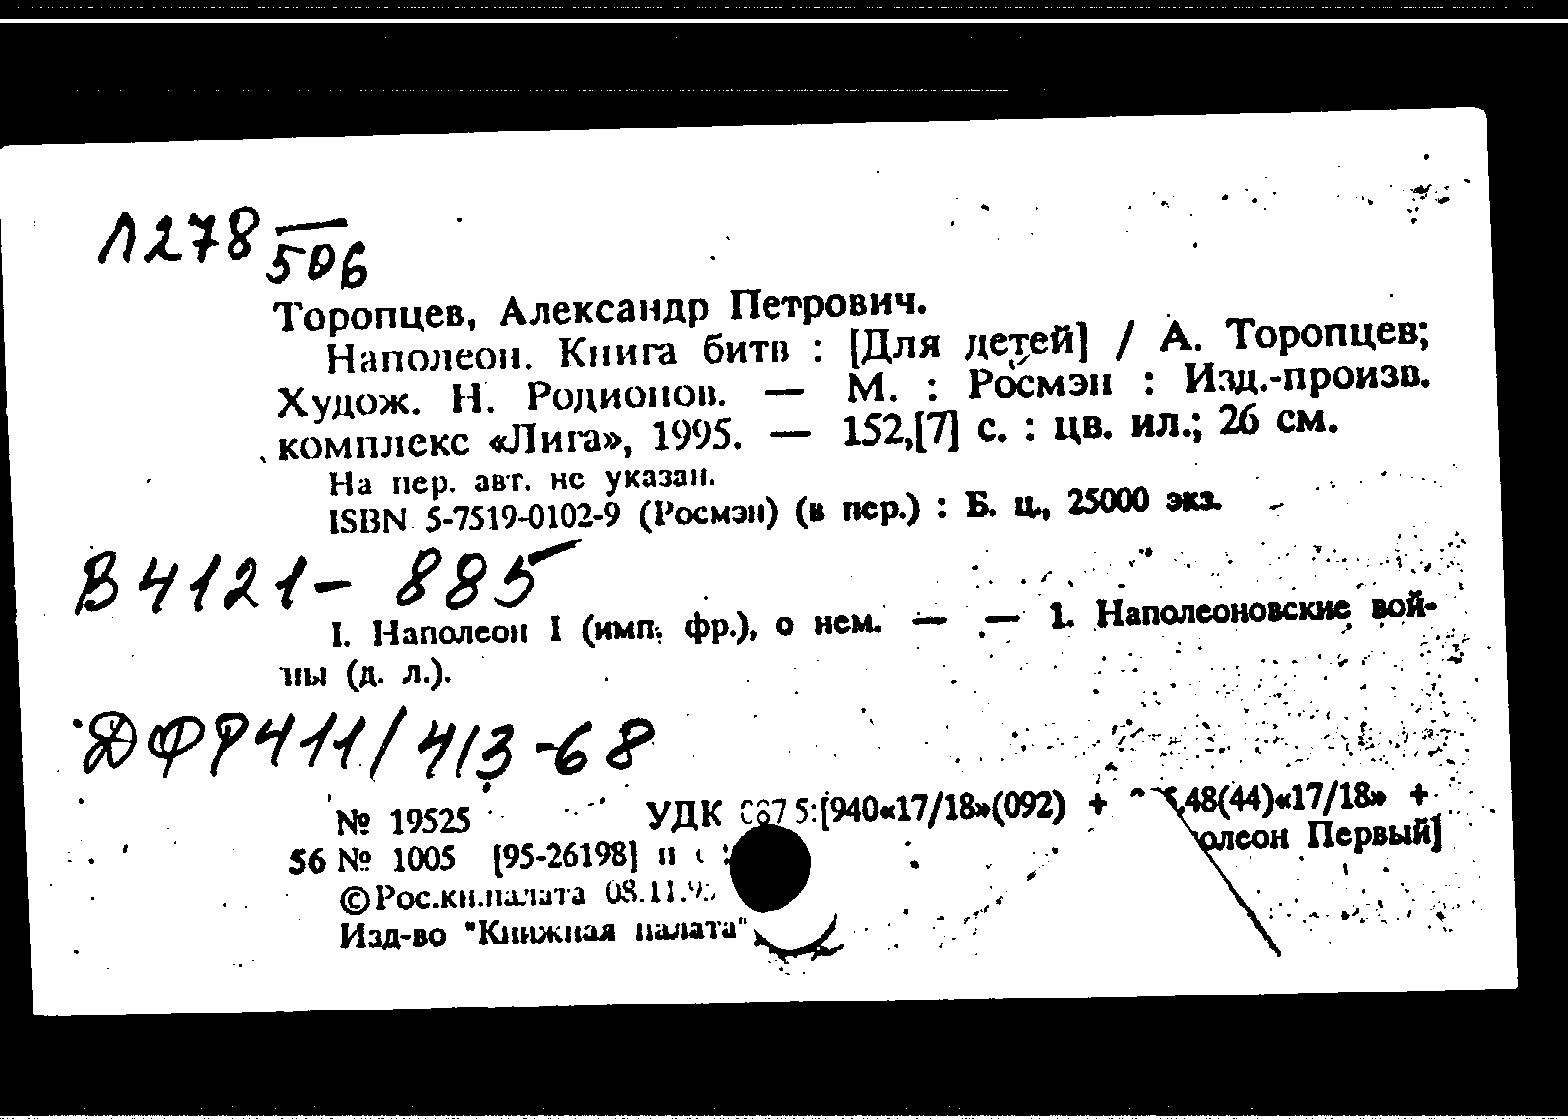 Л278 506
Торопцев, Александр Петрович.
Наполеон. Книга битв : [Для детей] / А. Торопцев;
Худож. Н. Родионов. — М. : Росмэн : Изд.-произв.
комплекс «Лига», 1995. — 152,[7] с. : цв. ил.; 26 см.
На пер. авт. не указан.
ISBN 5-7519-0102-9 (Росмэн) (в пер.) : Б. ц., 25000 экз.
В 4121- 885
I. Наполеон I (имп. фр.), о нем. — — 1. Наполеоновские вой-
ны (д. л.).
ДФР411/413-68
№ 19525 УДК 087 5:[940«17/18»(092) + 48(44)«17/18» +
56 № 1005 [95-26198] п олеон Первый]
© Рос.кн.палата 08.11.9
Изд-во "Книжная палата"